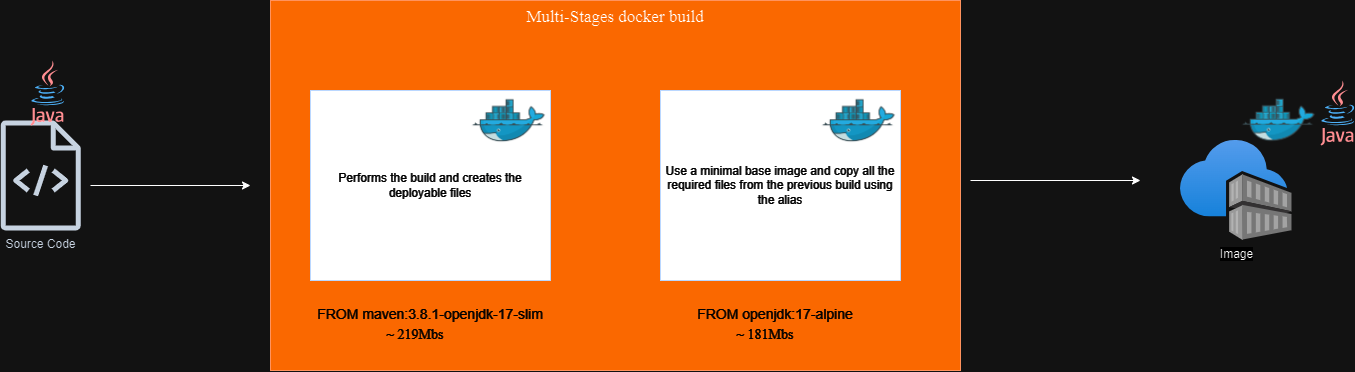 Multi-Stages docker build
Java
Source Code
Performs the build and creates the
deployable files
FROM maven:3.8.1-openjdk-17-slim
~ 219Mbs
Use a minimal base image and copy all the
required files from the previous build using
the alias
FROM openjdk:17-alpine
~ 181Mbs
Java
Image